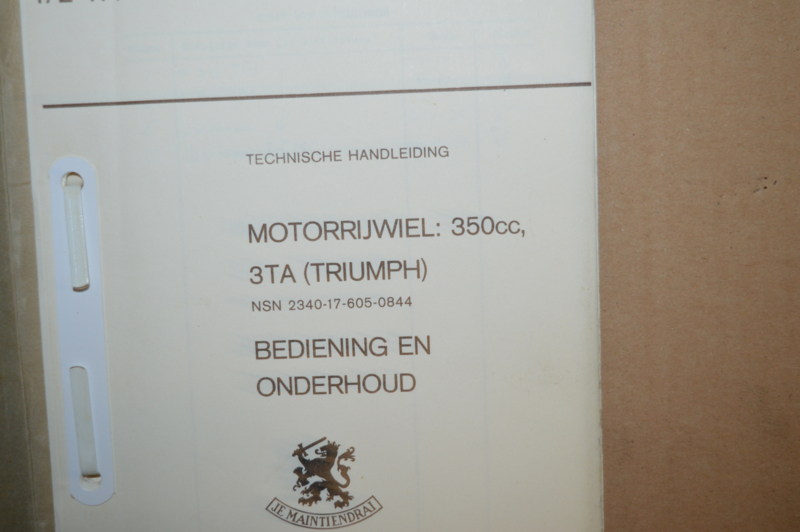 TECHNISCHE HANDLEIDING
MOTORRIJWIEL: 350cc,
3TA (TRIUMPH)
NSN 2340-17-605-0844
BEDIENING EN
ONDERHOUD
JE MAINTIENDRAI